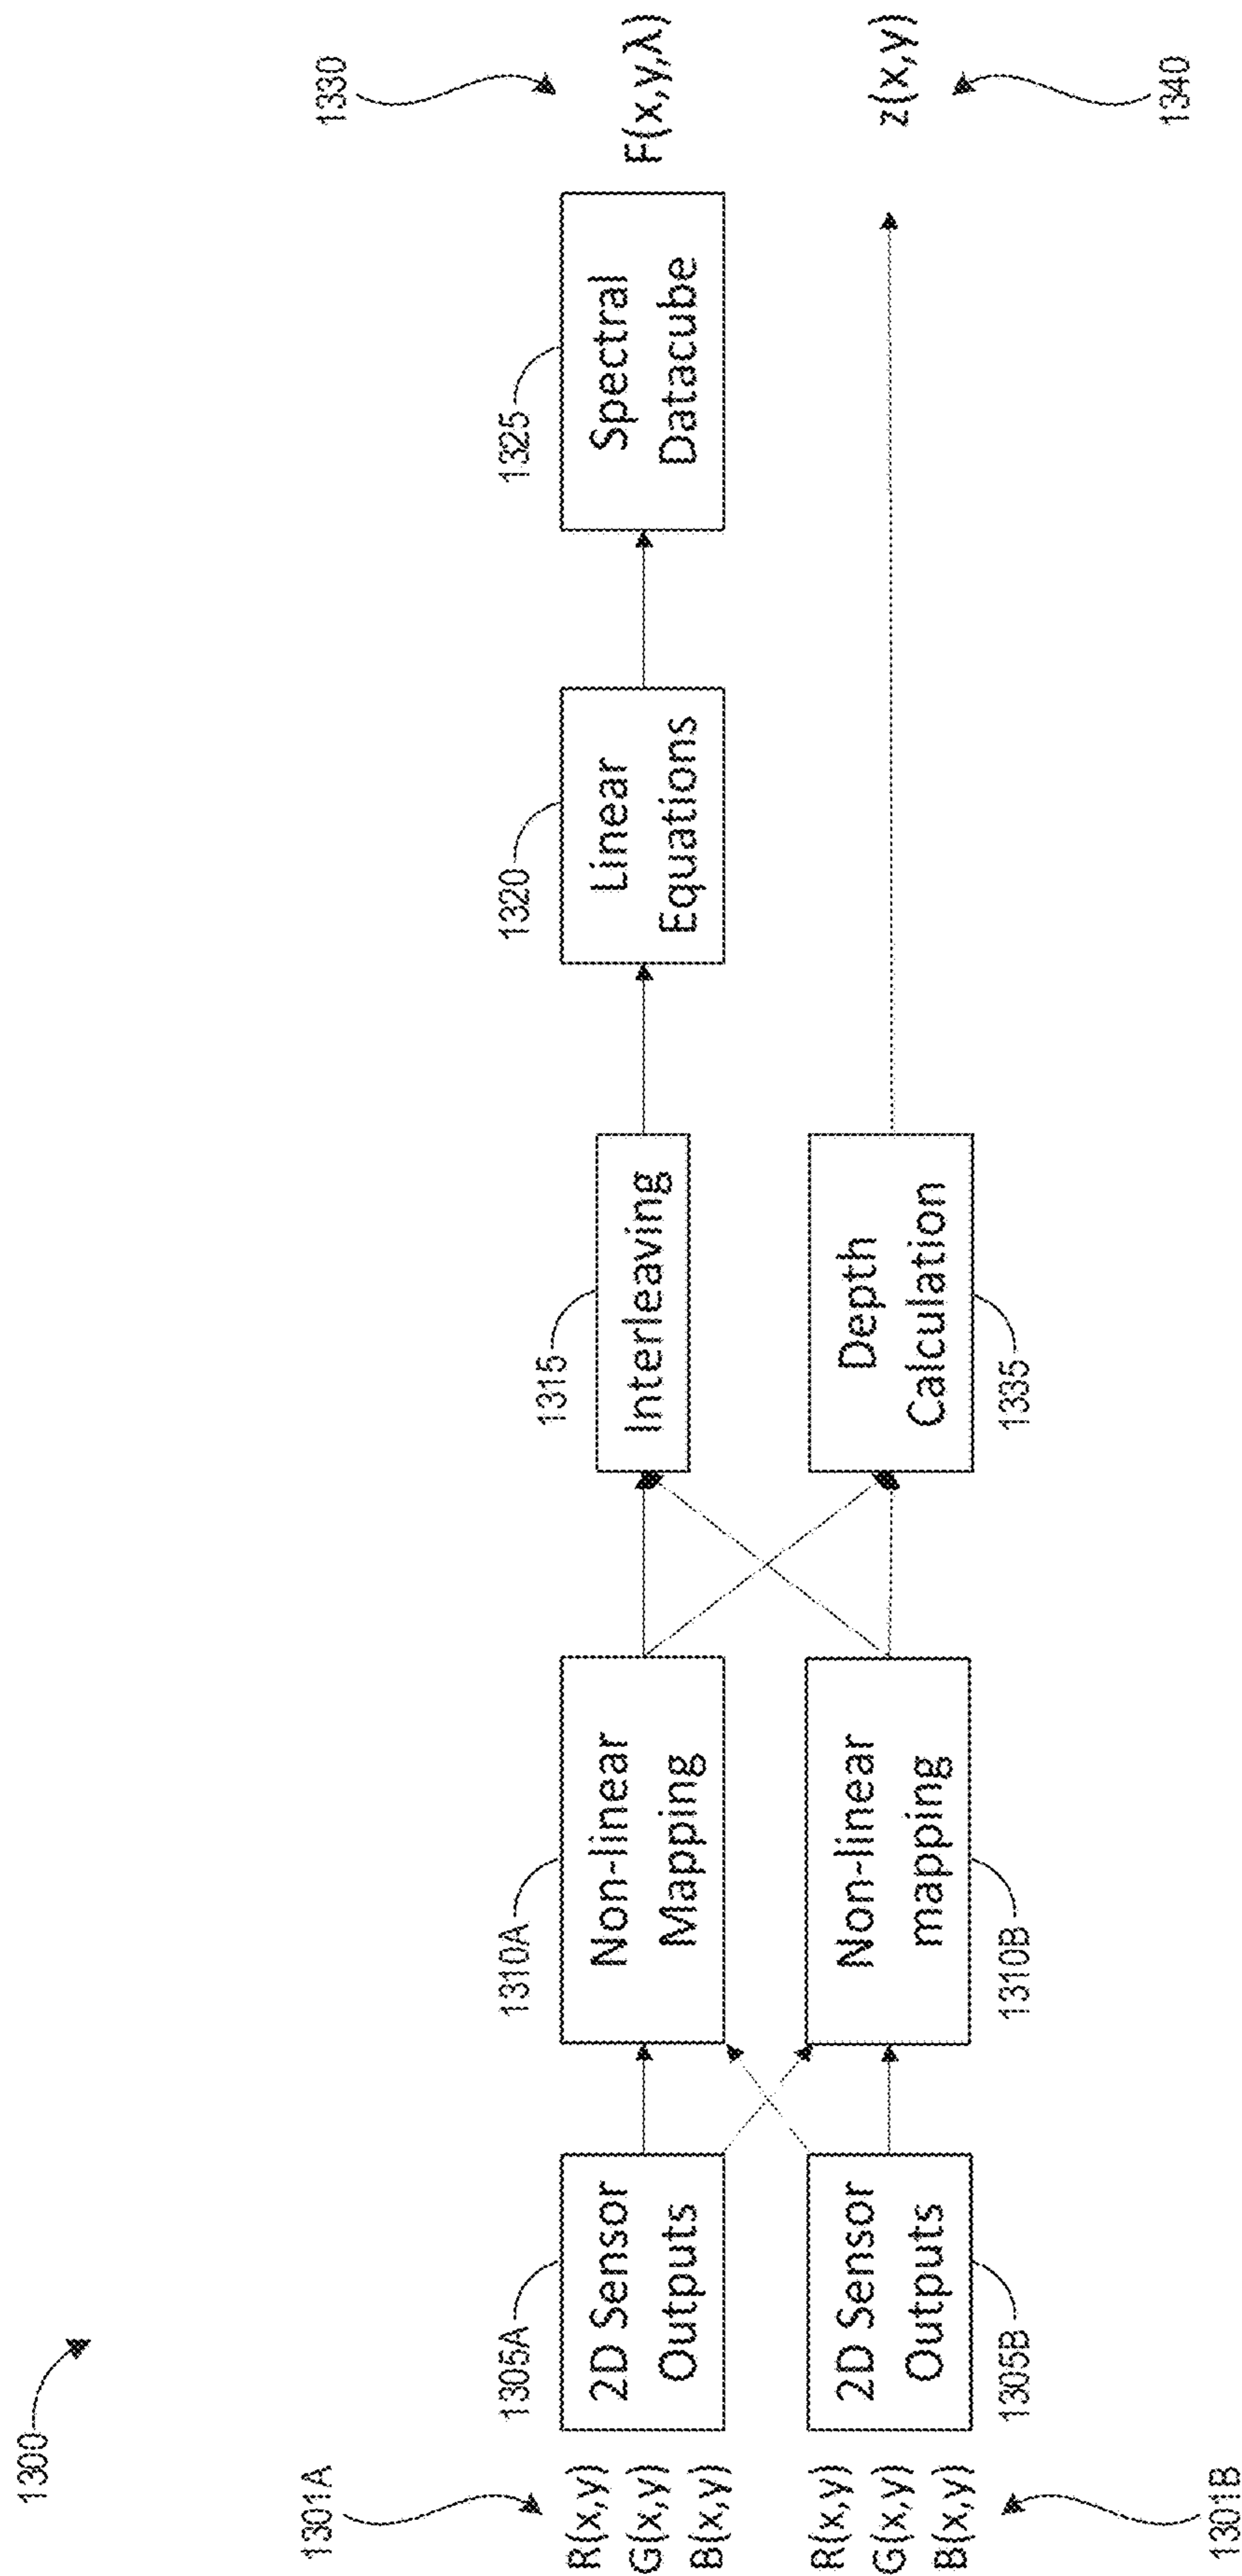 1300
1301A
R(x,y)
G(x,y)
B(x,y)
1305A
2D Sensor
Outputs
1310A
Non-linear
Mapping
1315
Interleaving
1320
Linear
Equations
1325
Spectral
Datacube
1330
F(x,y,λ)
R(x,y)
G(x,y)
B(x,y)
1301B
2D Sensor
Outputs
1305B
Non-linear
mapping
1310B
Depth
Calculation
1335
z(x,y)
1340